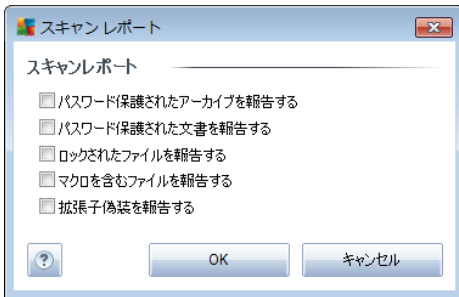 スキャン レポート
スキャンレポート
パスワード保護されたアーカイブを報告する
パスワード保護された文書を報告する
ロックされたファイルを報告する
マクロを含むファイルを報告する
拡張子偽装を報告する
?
OK
キャンセル